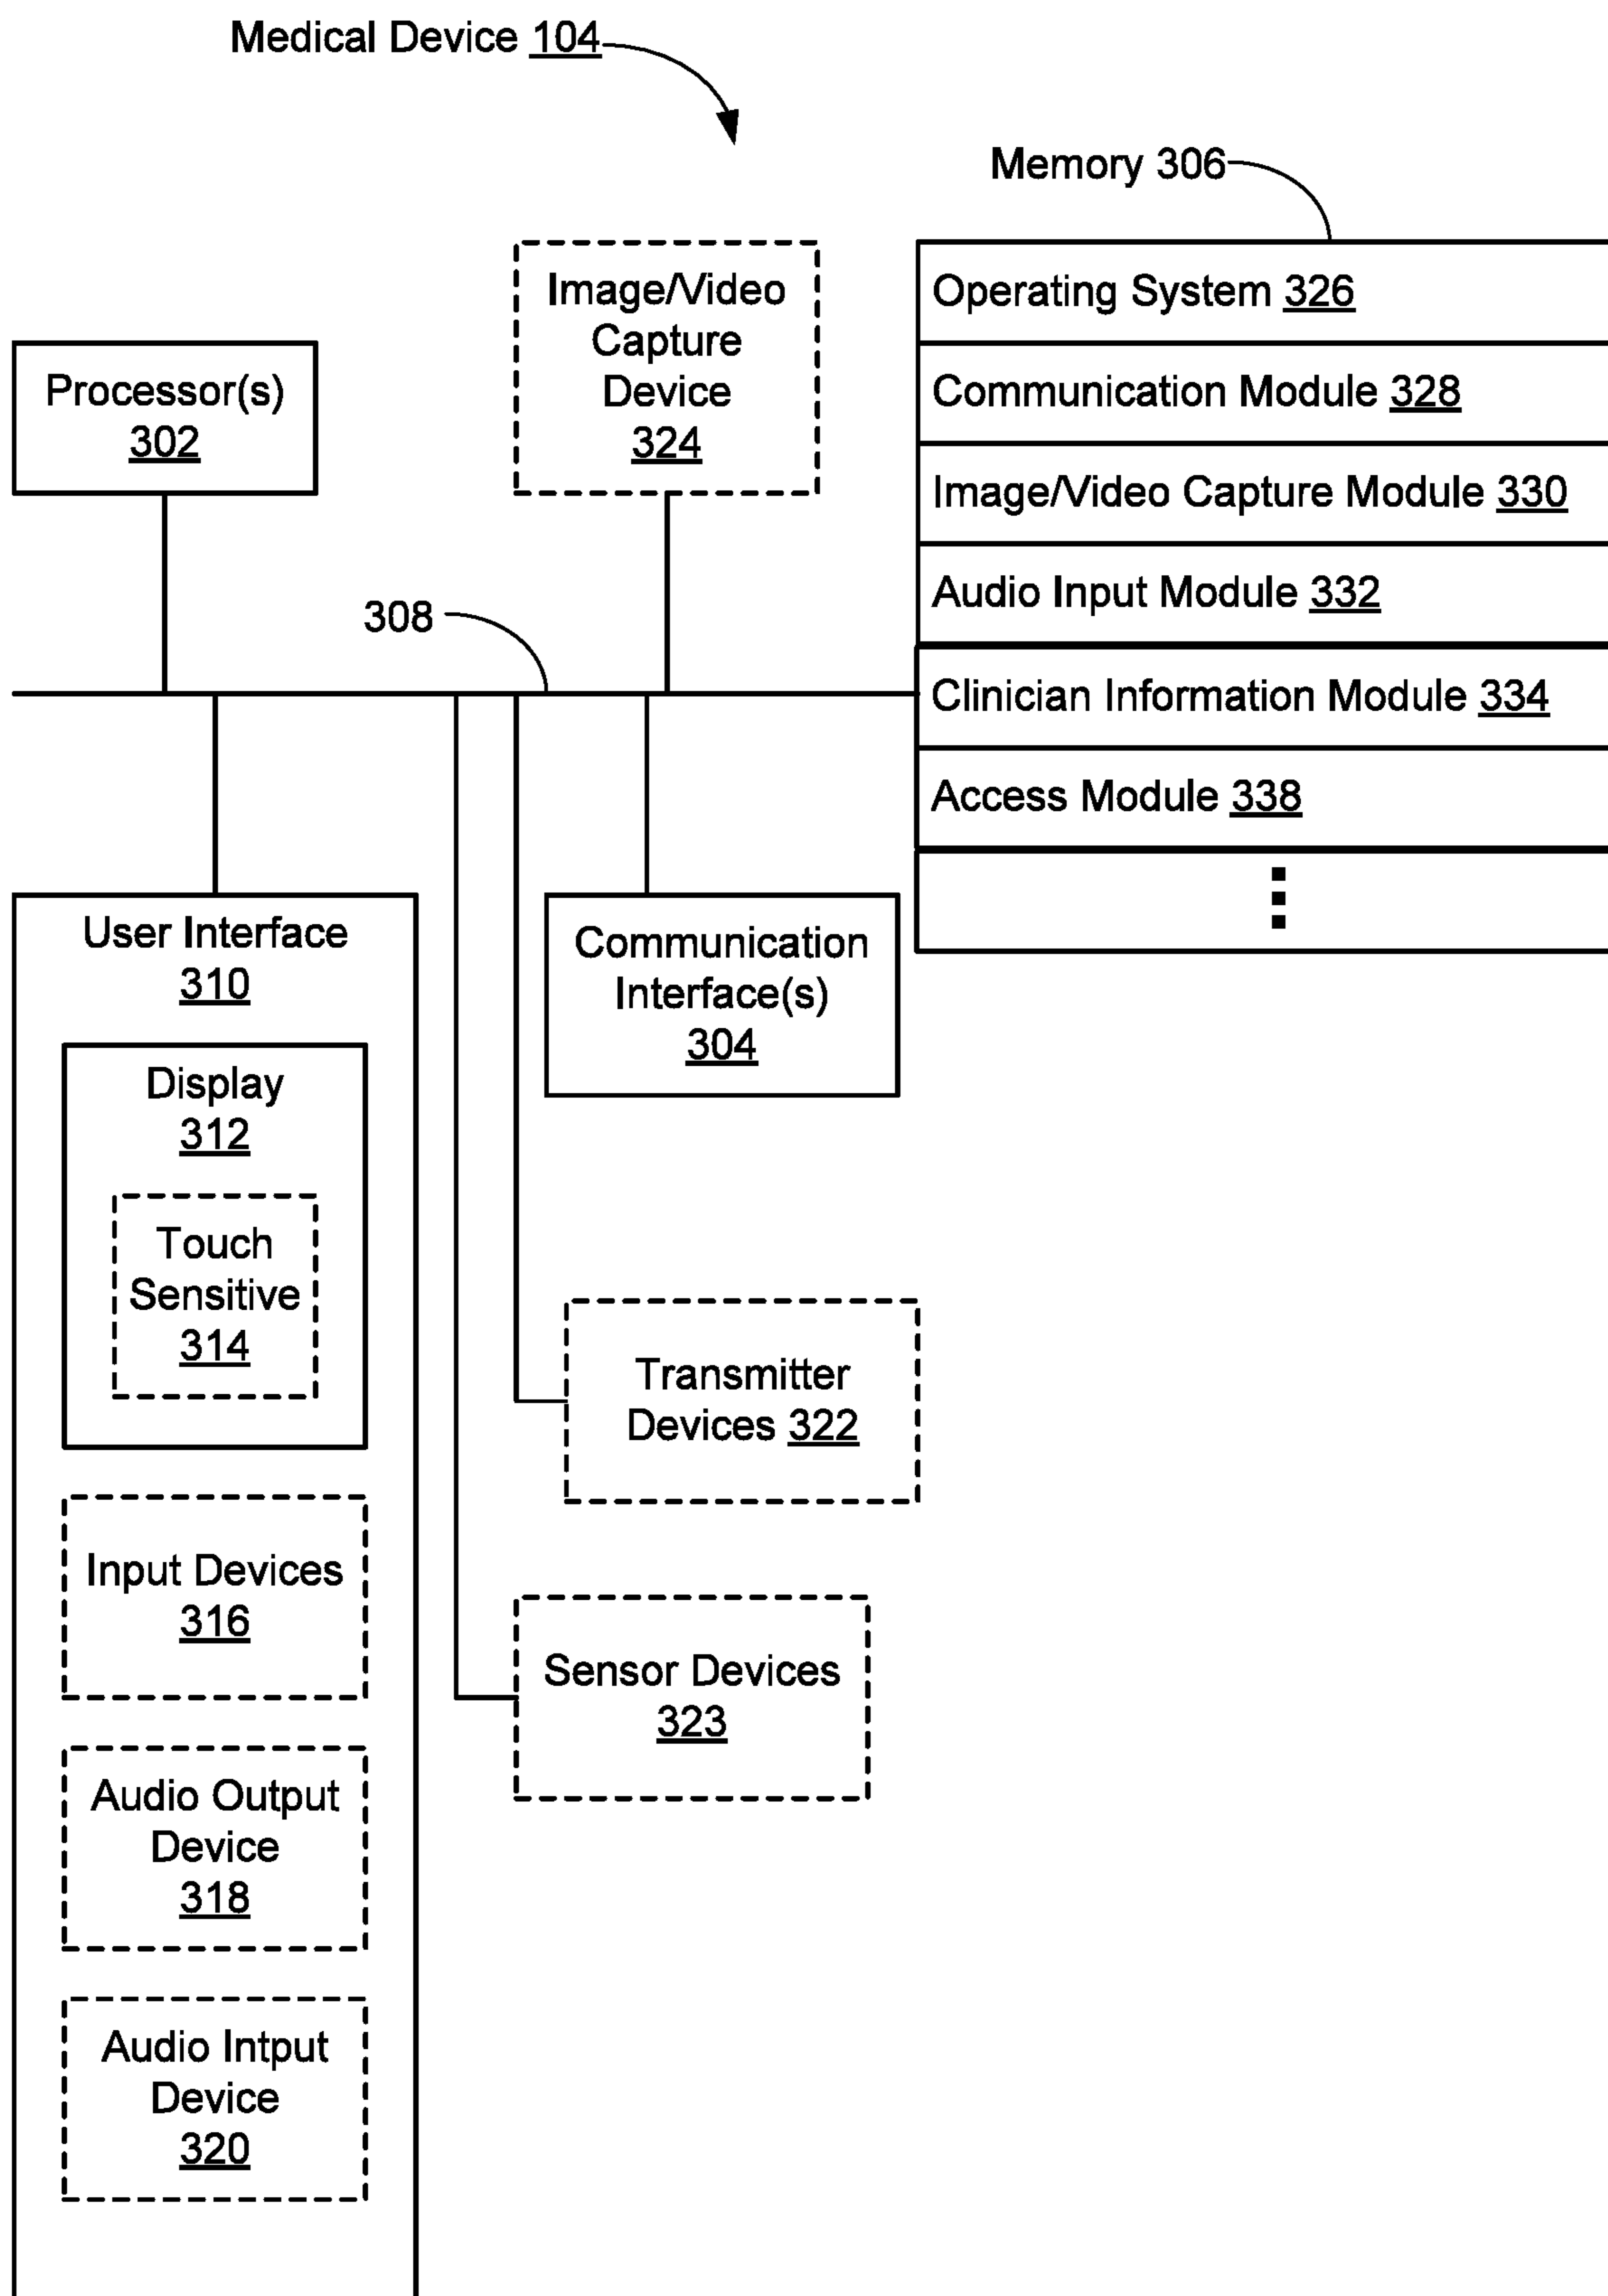 Medical Device 104
Memory 306
Image/Video
Capture
Device
324
Processor(s)
302
308
Operating System 326
Communication Module 328
Image/Video Capture Module 330
Audio Input Module 332
Clinician Information Module 334
Access Module 338
User Interface
310
Display
312
Touch
Sensitive
314
Input Devices
316
Audio Output
Device
318
Audio Intput
Device
320
Communication
Interface(s)
304
Transmitter
Devices 322
Sensor Devices
323